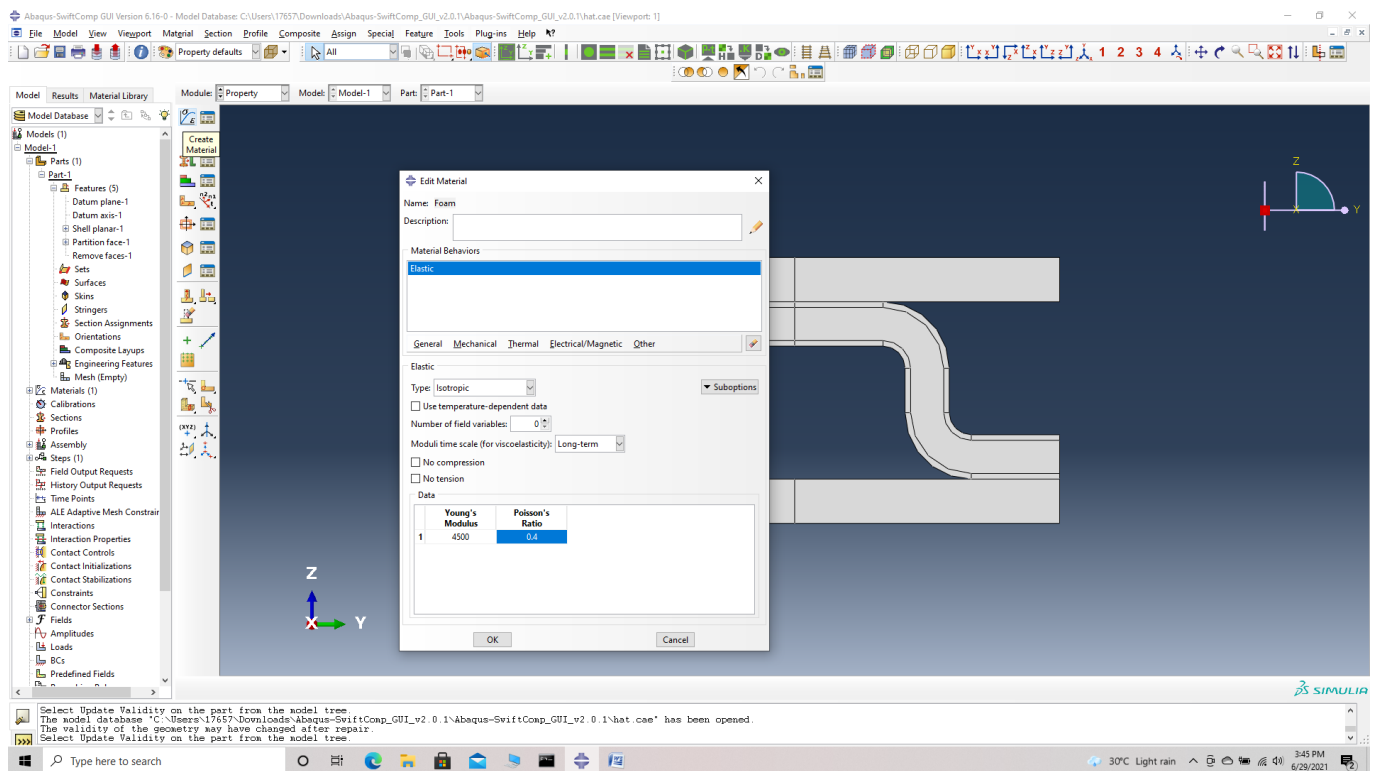 Abaqus-SwiftComp GUI Version 6.16-0 - Model Database: C:\Users\17657\Downloads\Abaqus-SwiftComp_GUI_v2.0.1\Abaqus-SwiftComp_GUI_v2.0.1\hat.cae [Viewport: 1]
File Model View Viewport Material Section Profile Composite Assign Special Feature Tools Plug-ins Help
Property defaults All 1 2 3 4
Model Results Material Library Module: Property Model: Model-1 Part: Part-1
Model Database
Models (1)
Model-1
Parts (1)
Part-1
Features (5)
Datum plane-1
Datum axis-1
Shell planar-1
Partition face-1
Remove faces-1
Sets
Surfaces
Skins
Stringers
Section Assignments
Orientations
Composite Layups
Engineering Features
Mesh (Empty)
Materials (1)
Calibrations
Sections
Profiles
Assembly
Steps (1)
Field Output Requests
History Output Requests
Time Points
ALE Adaptive Mesh Constrair
Interactions
Interaction Properties
Contact Controls
Contact Initializations
Contact Stabilizations
Constraints
Connector Sections
Fields
Amplitudes
Loads
BCs
Predefined Fields
Create
Material
Edit Material
Name: Foam
Description:
Material Behaviors
Elastic
General Mechanical Thermal Electrical/Magnetic Other
Elastic
Type: Isotropic Suboptions
Use temperature-dependent data
Number of field variables: 0
Moduli time scale (for viscoelasticity): Long-term
No compression
No tension
Data
Young's Poisson's
Modulus Ratio
1 4500 0.4
OK Cancel
Z
X Y
Z
X Y
SIMULIA
Select Update Validity on the part from the model tree.
The model database "C:\Users\17657\Downloads\Abaqus-SwiftComp_GUI_v2.0.1\Abaqus-SwiftComp_GUI_v2.0.1\hat.cae" has been opened.
The validity of the geometry may have changed after repair.
Select Update Validity on the part from the model tree.
Type here to search 30°C Light rain 3:45 PM
6/29/2021